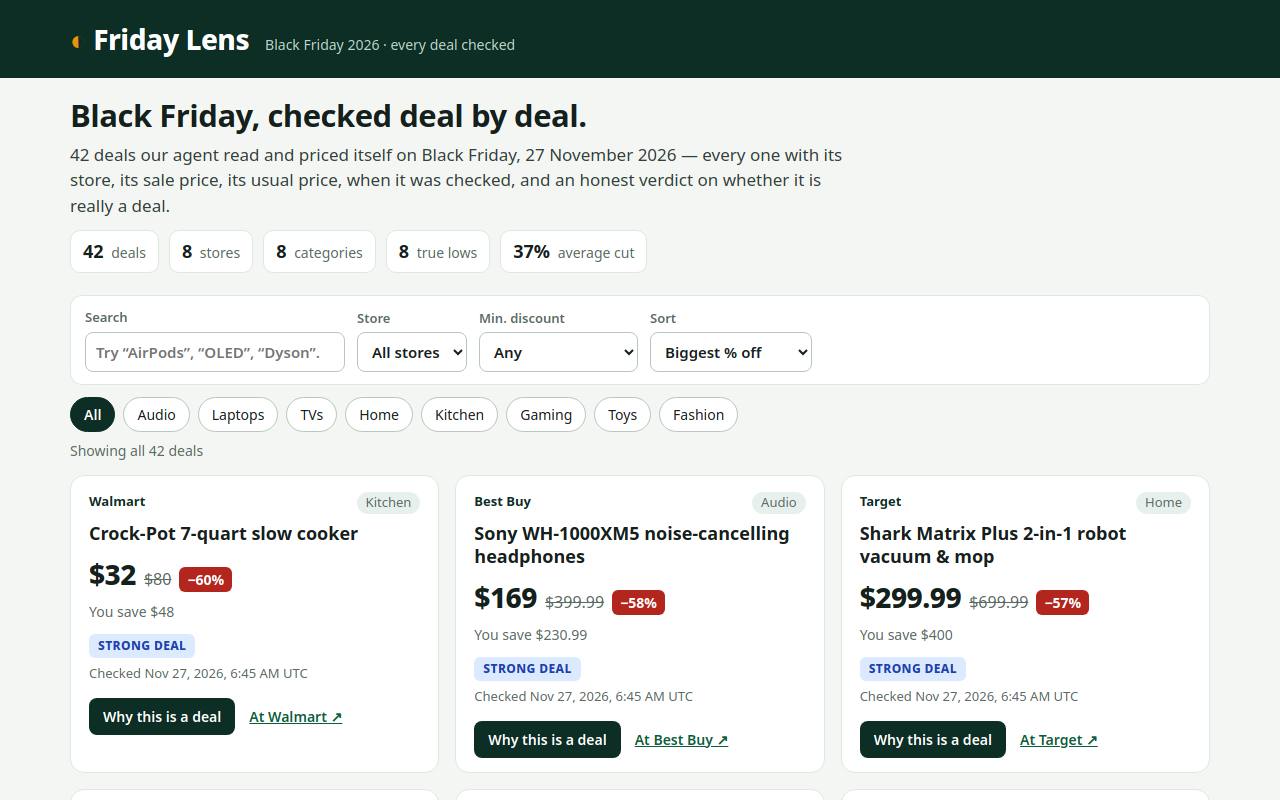 Friday Lens
Black Friday 2026 · every deal checked
Black Friday, checked deal by deal.
42 deals our agent read and priced itself on Black Friday, 27 November 2026 — every one with its
store, its sale price, its usual price, when it was checked, and an honest verdict on whether it is
really a deal.
42 deals
8 stores
8 categories
8 true lows
37% average cut
Search
Store
Min. discount
Sort
Try “AirPods”, “OLED”, “Dyson”.
All stores
Any
Biggest % off
All
Audio
Laptops
TVs
Home
Kitchen
Gaming
Toys
Fashion
Showing all 42 deals
Walmart
Kitchen
Crock-Pot 7-quart slow cooker
$32 $80 −60%
You save $48
STRONG DEAL
Checked Nov 27, 2026, 6:45 AM UTC
Why this is a deal
At Walmart ↗
Best Buy
Audio
Sony WH-1000XM5 noise-cancelling
headphones
$169 $399.99 −58%
You save $230.99
STRONG DEAL
Checked Nov 27, 2026, 6:45 AM UTC
Why this is a deal
At Best Buy ↗
Target
Home
Shark Matrix Plus 2-in-1 robot
vacuum & mop
$299.99 $699.99 −57%
You save $400
STRONG DEAL
Checked Nov 27, 2026, 6:45 AM UTC
Why this is a deal
At Target ↗